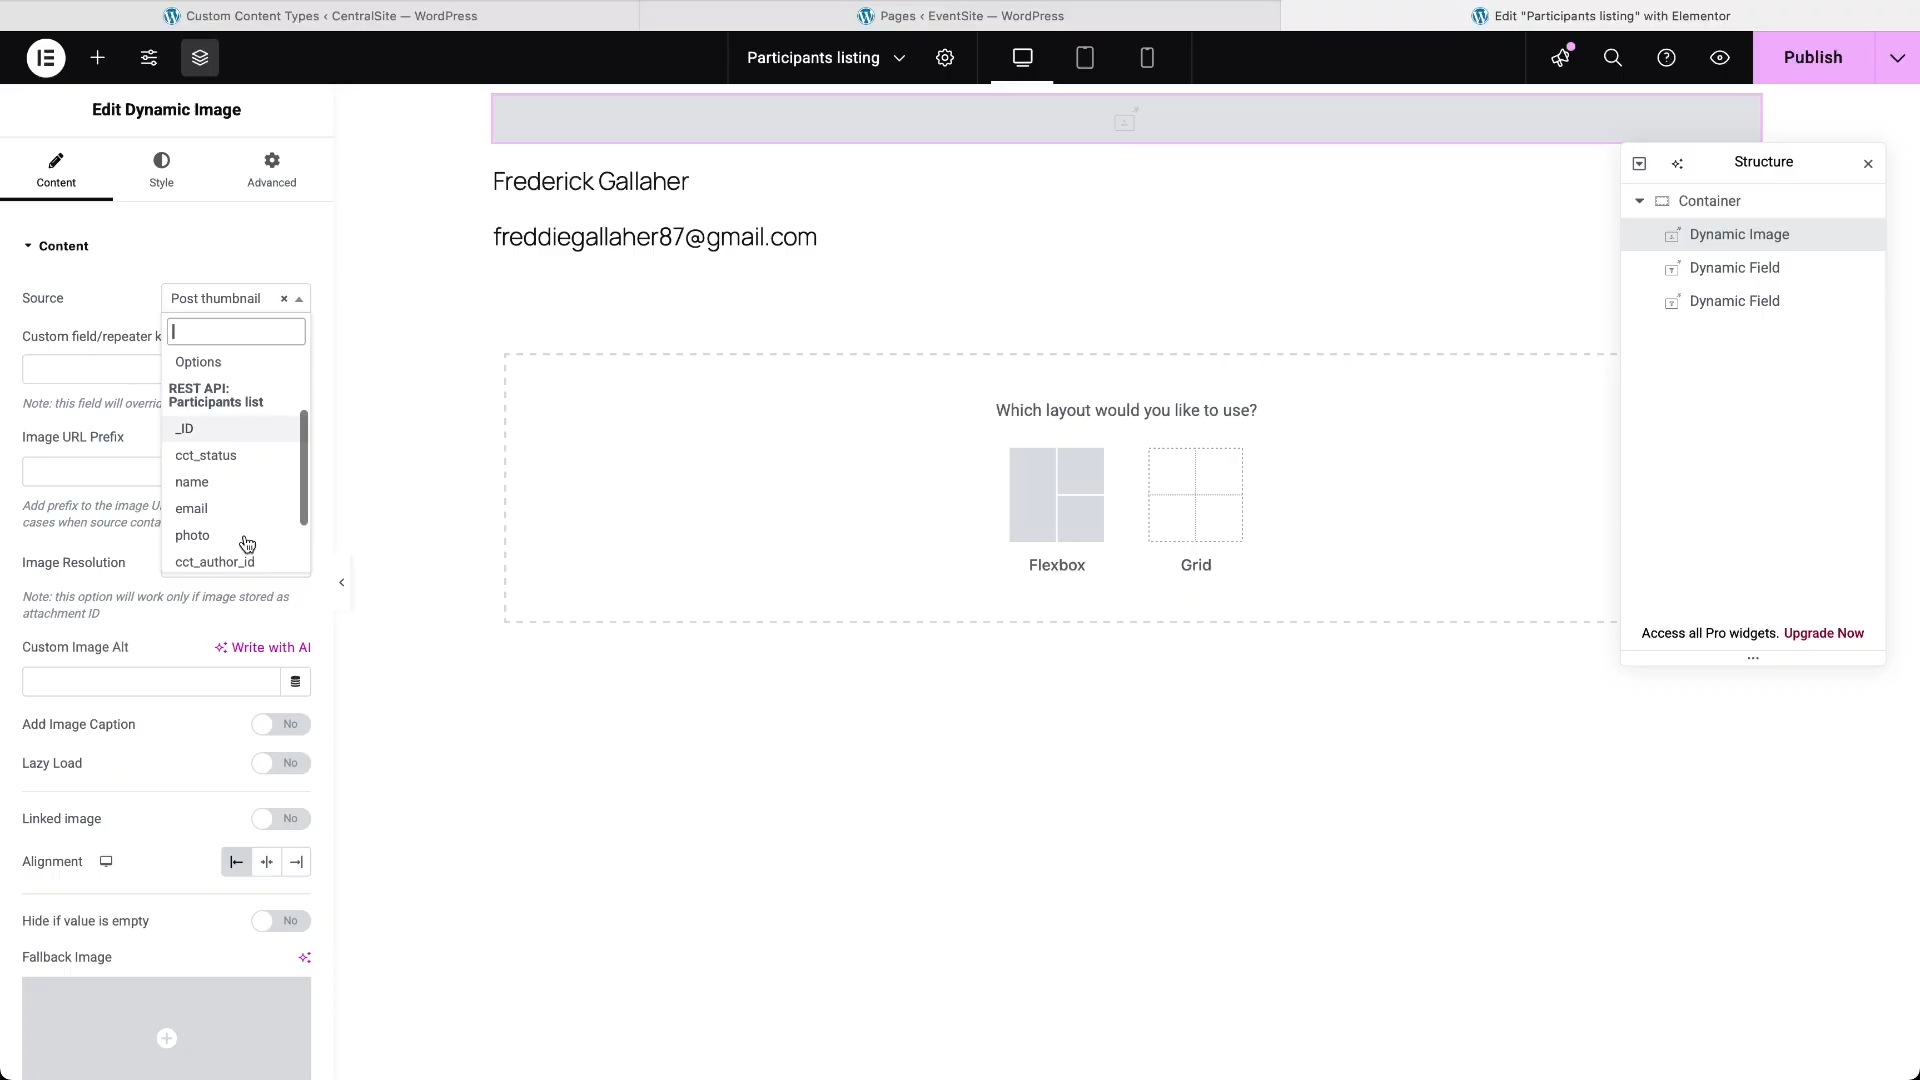 Custom Content Types ‹ CentralSite — WordPress
Pages ‹ EventSite — WordPress
Edit "Participants listing" with Elementor
Participants listing
Publish
Edit Dynamic Image
Content
Style
Advanced
Content
Source
Post thumbnail
Custom field/repeater k
Options
REST API:
Participants list
Note: this field will overrid
_ID
Image URL Prefix
cct_status
name
Add prefix to the image U
email
cases when source conta
photo
Image Resolution
cct_author_id
Note: this option will work only if image stored as
attachment ID
Custom Image Alt
Write with AI
Add Image Caption
No
Lazy Load
No
Linked image
No
Alignment
Hide if value is empty
No
Fallback Image
Frederick Gallaher
freddiegallaher87@gmail.com
Which layout would you like to use?
Flexbox
Grid
Structure
Container
Dynamic Image
Dynamic Field
Dynamic Field
Access all Pro widgets. Upgrade Now